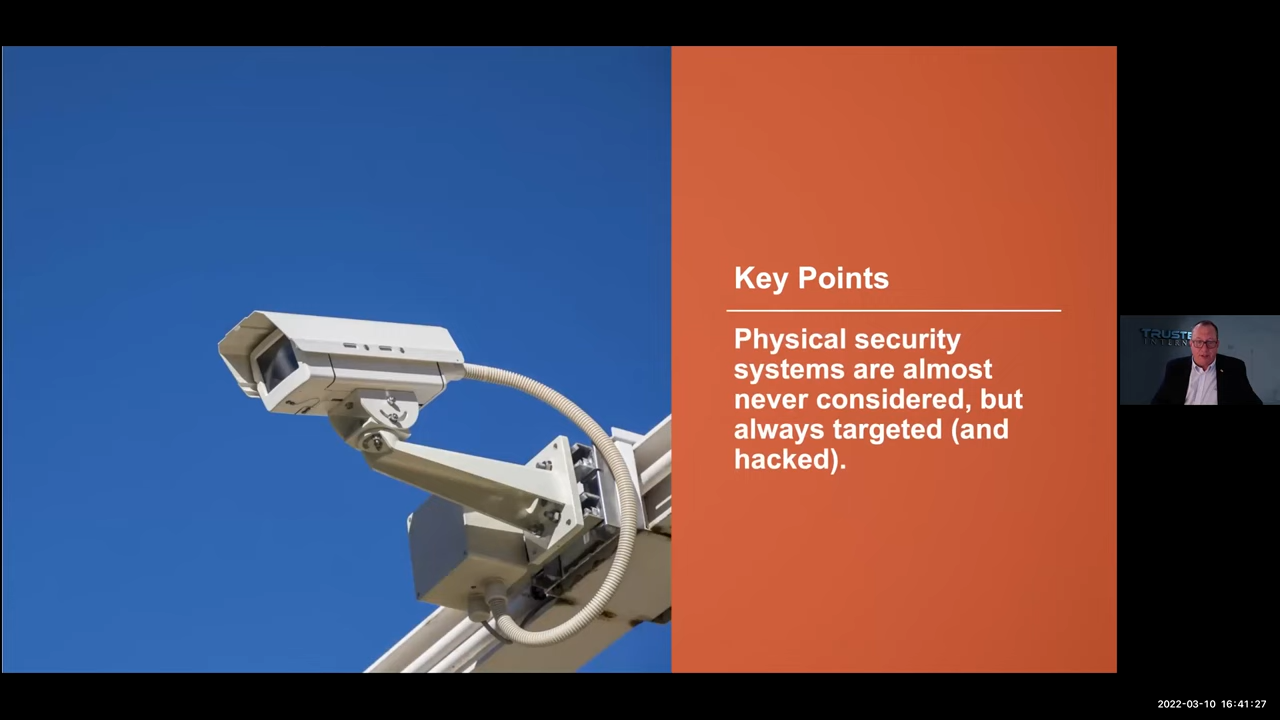 Key Points
Physical security
systems are almost
never considered, but
always targeted (and
hacked).
2022-03-10 16:41:27